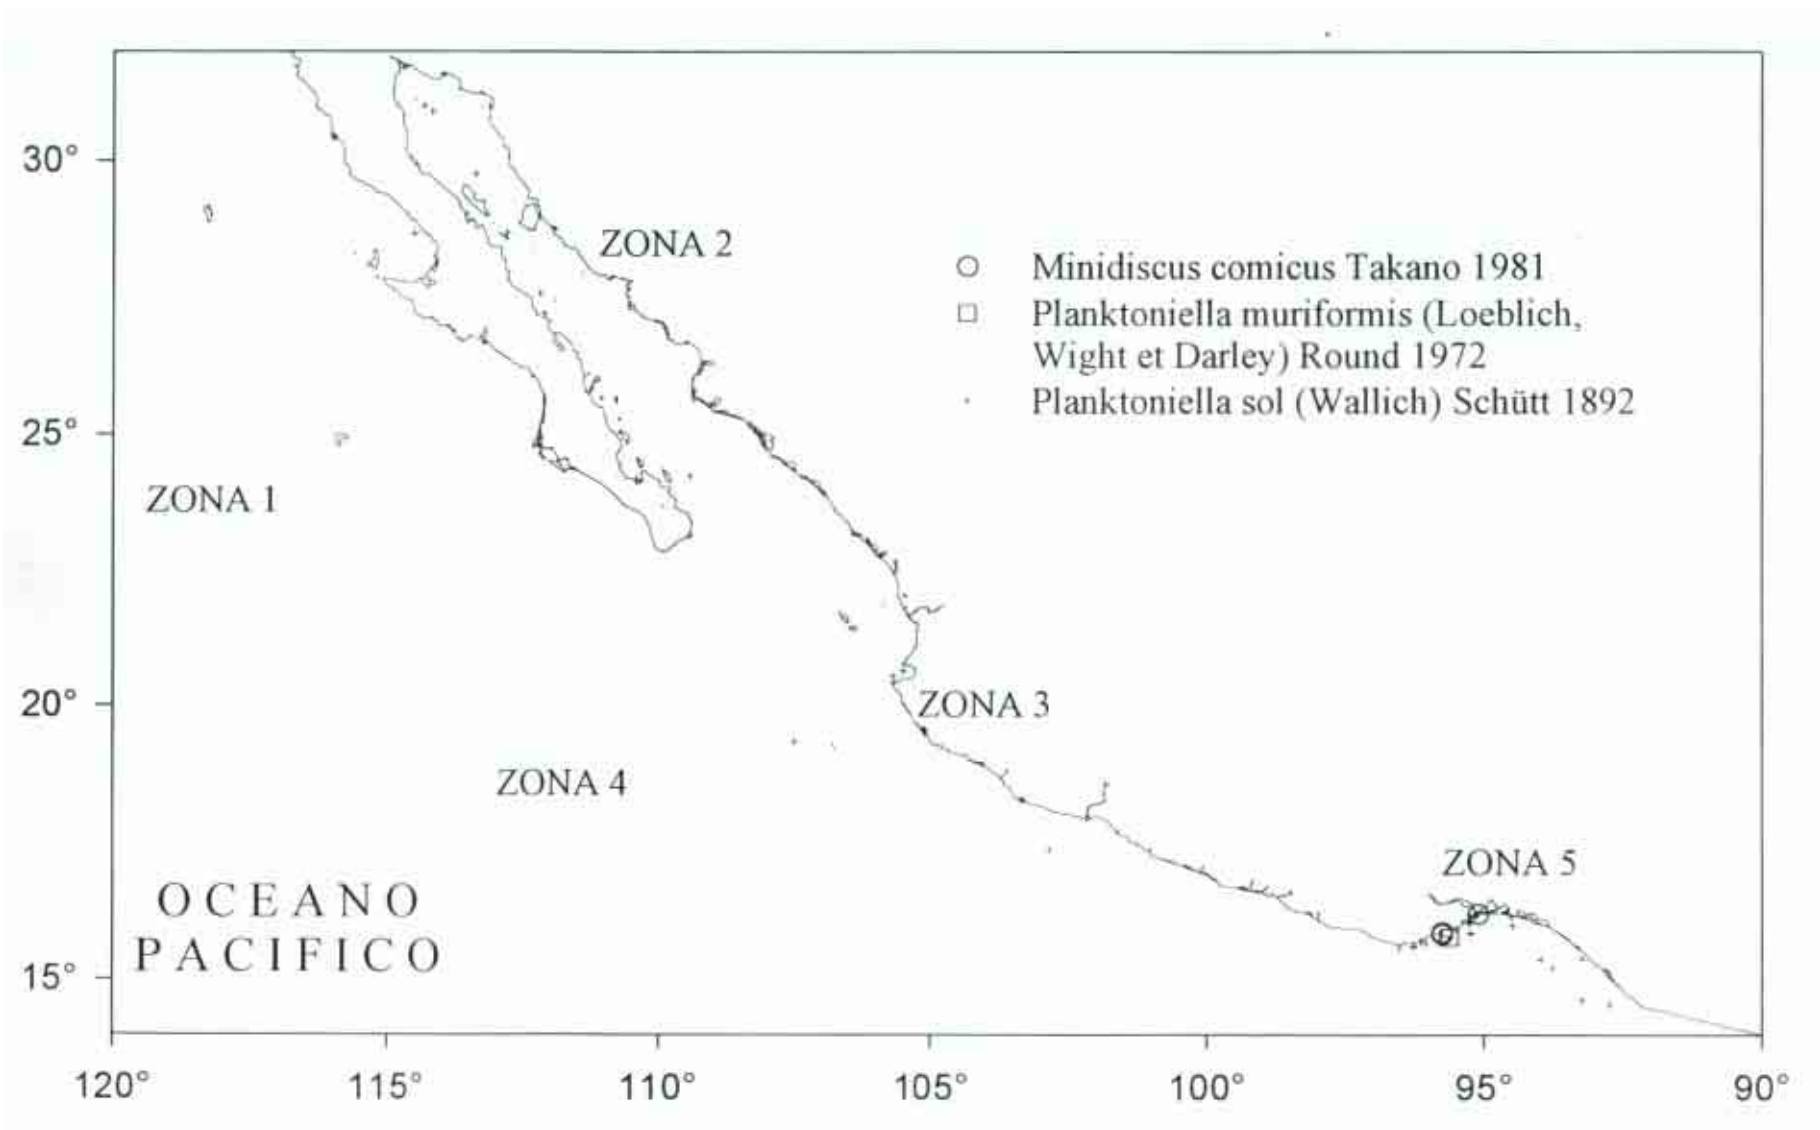 30°
ZONA 2
Minidiscus comicus Takano 1981
Planktoniella muriformis (Loeblich,
Wight et Darley) Round 1972
Planktoniella sol (Wallich) Schütt 1892
25°
ZONA 1
20°
ZONA 3
ZONA 4
ZONA 5
OCEANO
PACIFICO
15°
120° 115° 110° 105° 100° 95° 90°